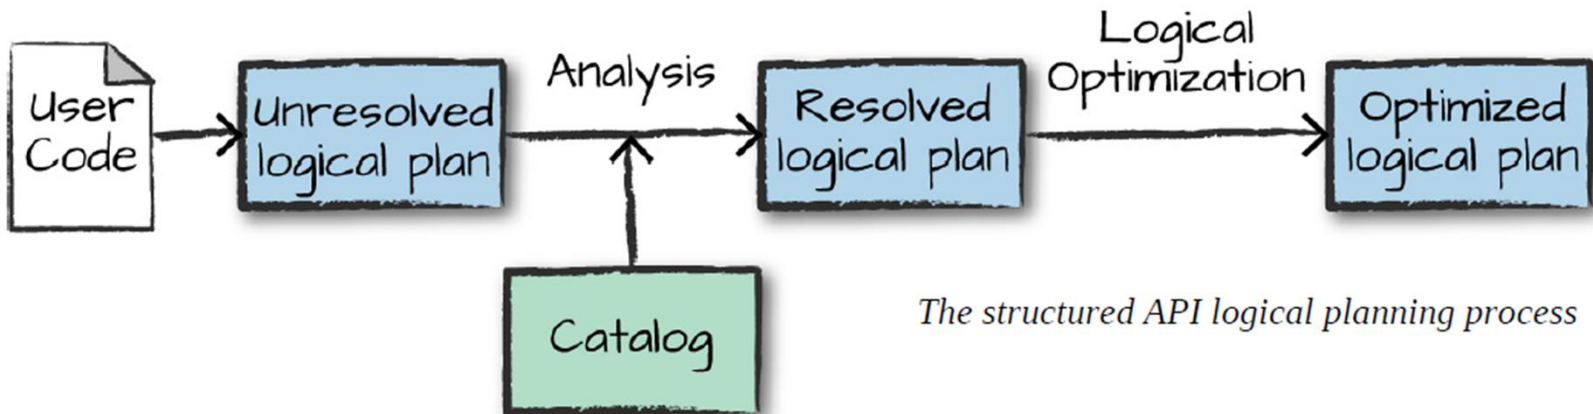 User
Code
Unresolved
logical plan
Analysis
Catalog
Resolved
logical plan
Logical
Optimization
Optimized
logical plan
The structured API logical planning process